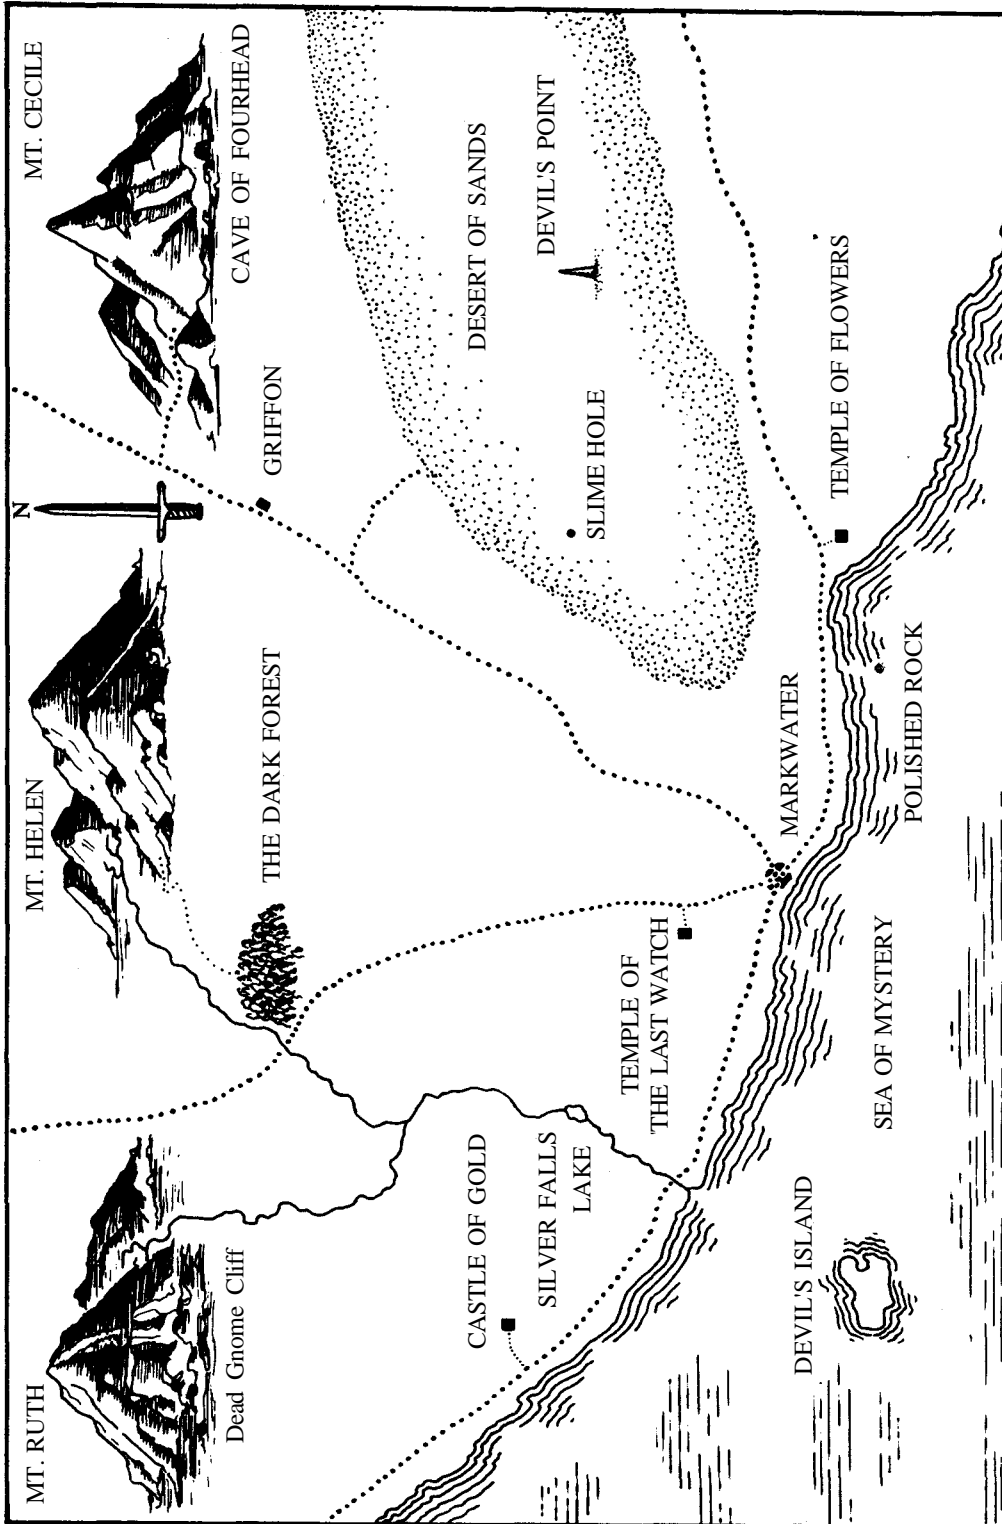 MT. RUTH
MT. HELEN
N
MT. CECILE
Dead Gnome Cliff
THE DARK FOREST
GRIFFON
CAVE OF FOURHEAD
CASTLE OF GOLD
SILVER FALLS
LAKE
TEMPLE OF
THE LAST WATCH
DESERT OF SANDS
DEVIL'S POINT
SLIME HOLE
MARKWATER
TEMPLE OF FLOWERS
DEVIL'S ISLAND
SEA OF MYSTERY
POLISHED ROCK